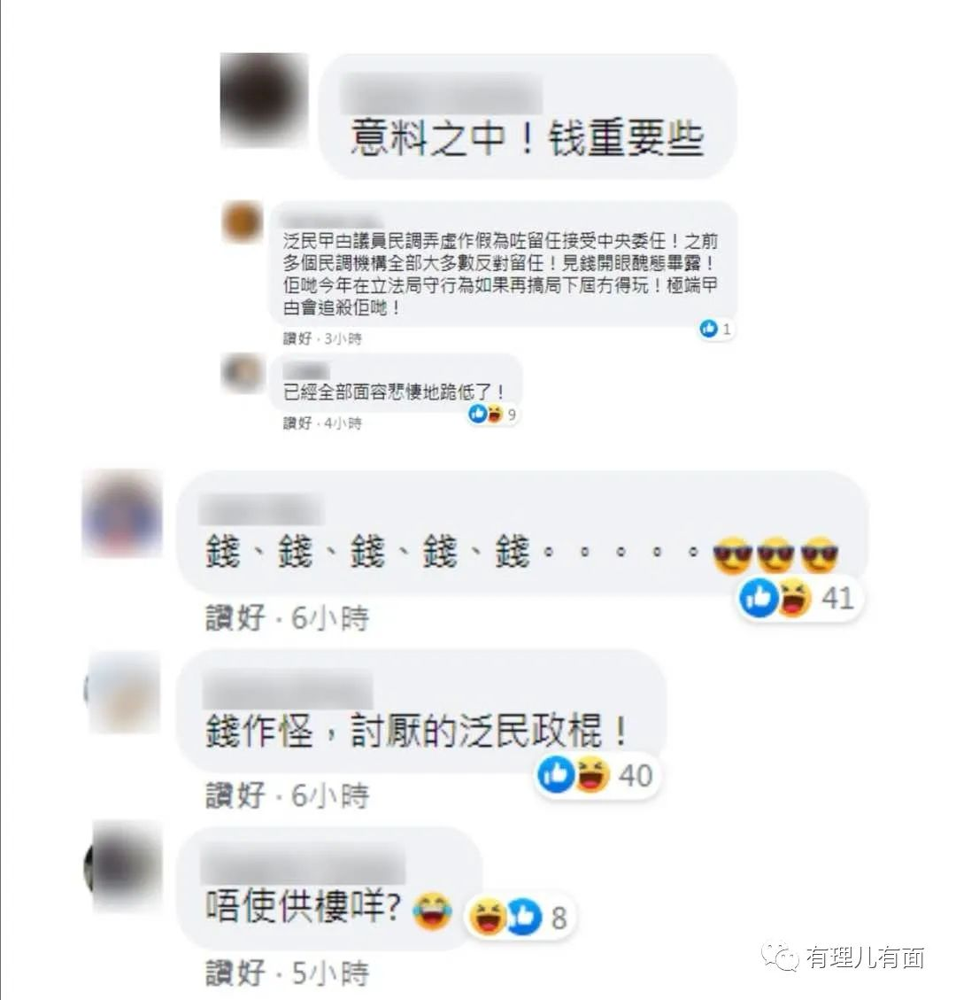 意料之中！钱重要些
泛民曱甴議員民調弄虛作假為咗留任接受中央委任！之前
多個民調機構全部大多數反對留任！見錢開眼醜態畢露！
佢哋今年在立法局守行為如果再搞局下屆冇得玩！極端曱
甴會追殺佢哋！
讚好 · 3小時
1
已經全部面容悲悽地跪低了！
讚好 · 4小時
9
錢、錢、錢、錢、錢。。。。。😎😎😎
41
讚好 · 6小時
錢作怪，討厭的泛民政棍！
40
讚好 · 6小時
唔使供樓咩?😂
8
讚好 · 5小時
有理儿有面